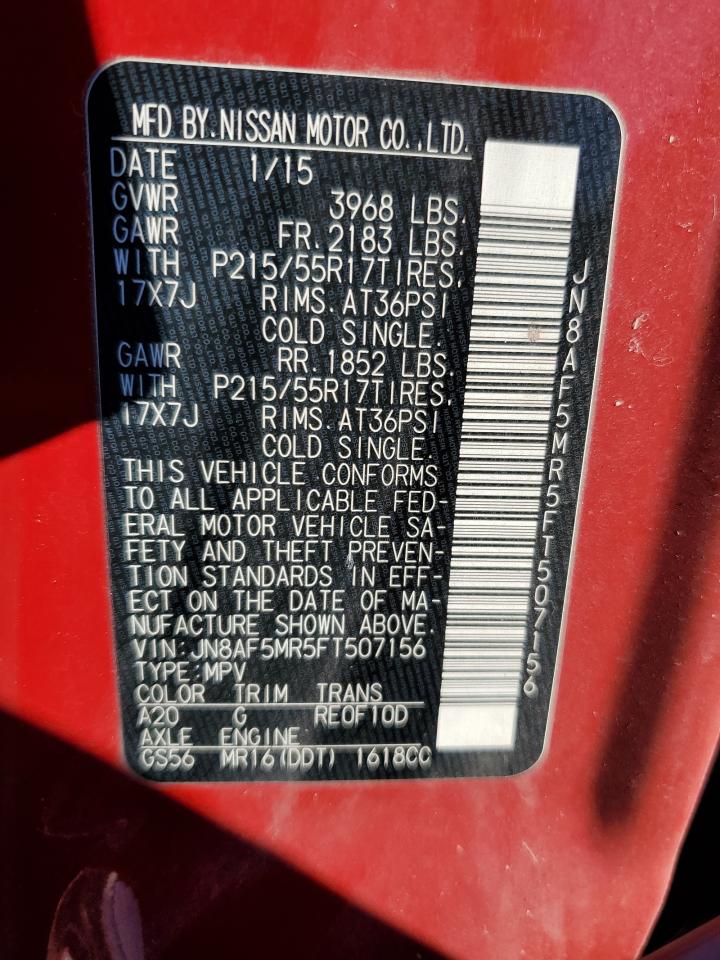 MFD BY.NISSAN MOTOR CO.,LTD.
DATE 1/15
GVWR 3968 LBS.
GAWR FR.2183 LBS.
WITH P215/55R17TIRES.
17X7J RIMS.AT36PSI
COLD SINGLE.
GAWR RR.1852 LBS.
WITH P215/55R17TIRES.
17X7J RIMS.AT36PSI
COLD SINGLE.
THIS VEHICLE CONFORMS
TO ALL APPLICABLE FED-
ERAL MOTOR VEHICLE SA-
FETY AND THEFT PREVEN-
TION STANDARDS IN EFF-
ECT ON THE DATE OF MA-
NUFACTURE SHOWN ABOVE.
VIN:JN8AF5MR5FT507156
TYPE:MPV
COLOR TRIM TRANS
A20 G RE0F10D
AXLE ENGINE
GS56 MR16(DDT) 1618CC
JN8AF5MR5FT507156